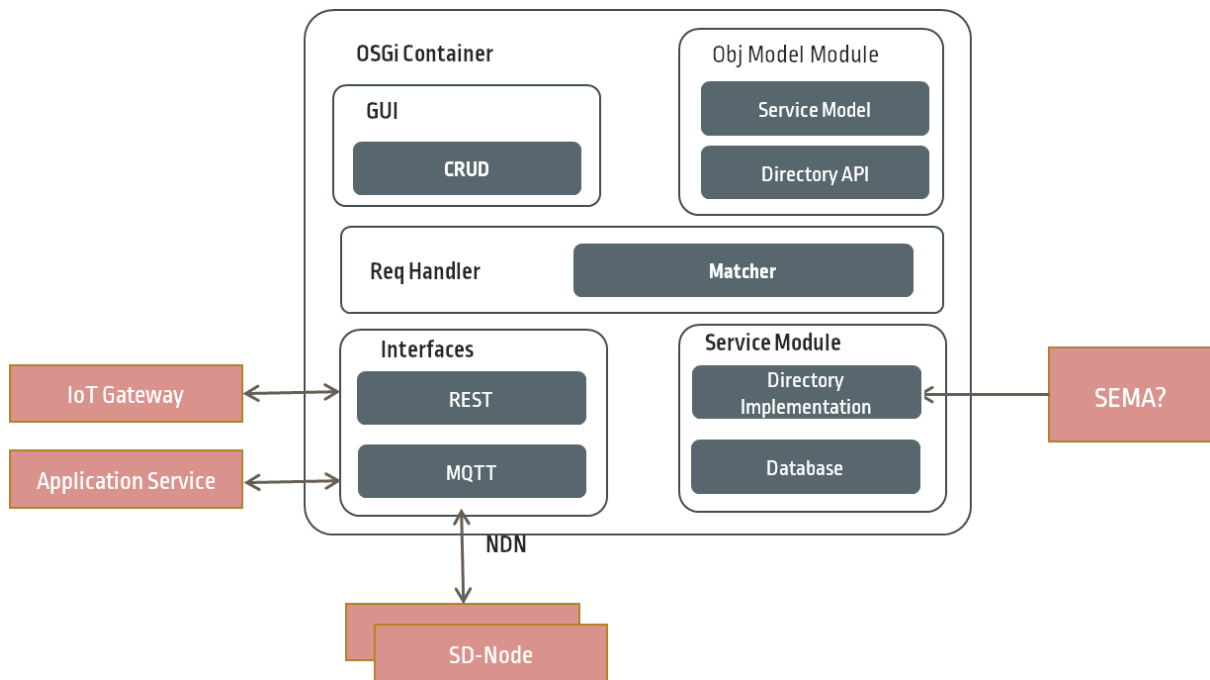 OSGi Container
GUI
CRUD
Obj Model Module
Service Model
Directory API
Req Handler
Matcher
Interfaces
REST
MQTT
Service Module
Directory
Implementation
Database
IoT Gateway
Application Service
SEMA?
NDN
SD-Node